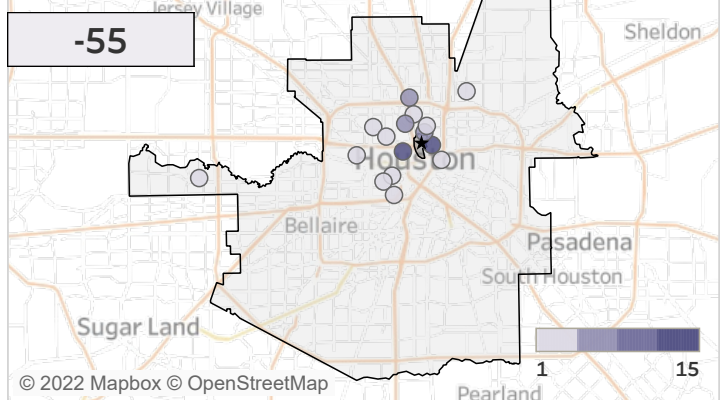 Jersey Village
-55
Sheldon
Houston
Bellaire
Pasadena
South Houston
Sugar Land
1
15
© 2022 Mapbox © OpenStreetMap
Pearland